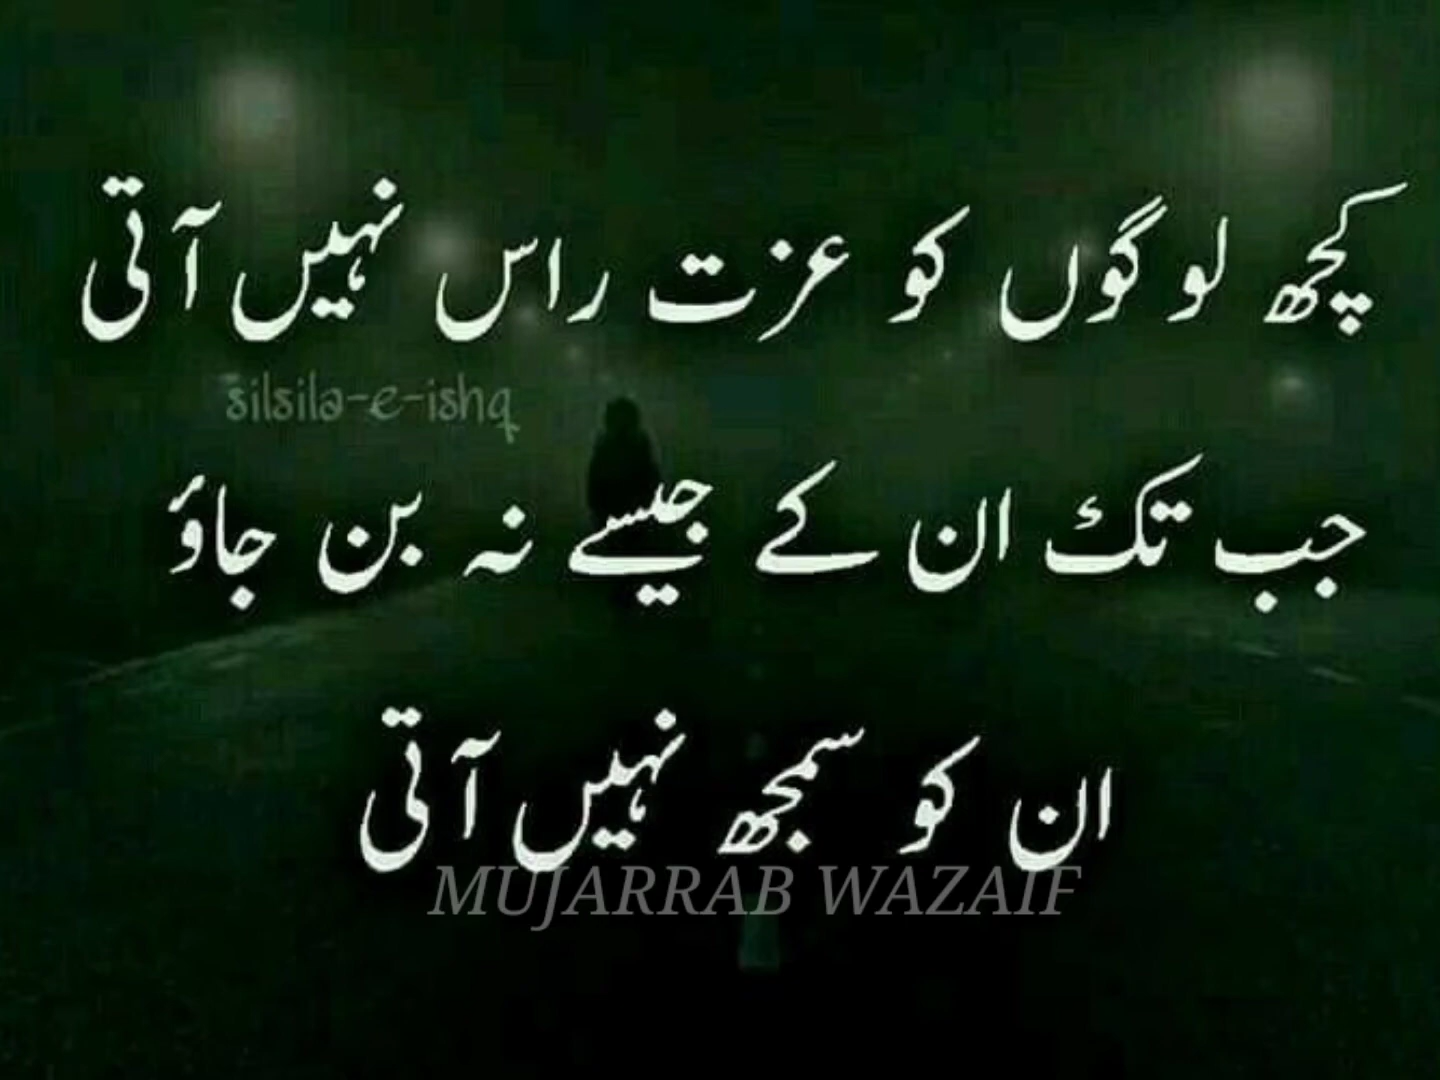 کچھ لوگوں کو عزت راس نہیں آتی
silsila-e-ishq
جب تک ان کے جیسے نہ بن جاؤ
ان کو سمجھ نہیں آتی
MUJARRAB WAZAIF